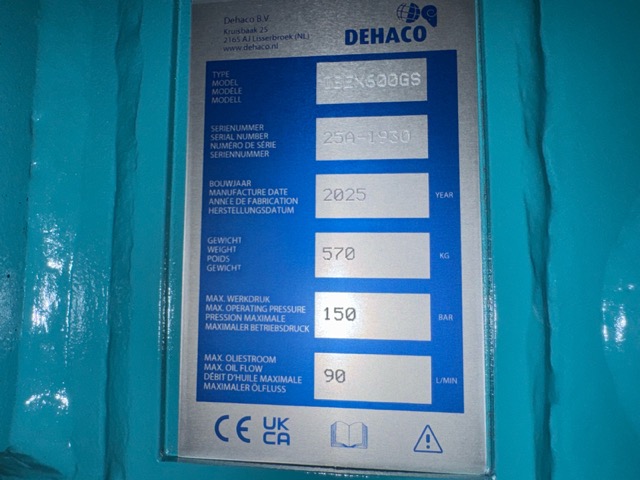 Dehaco B.V.
Kruisbaak 25
2165 AJ Lisserbroek (NL)
www.dehaco.nl
DEHACO
TYPE
MODEL
MODÈLE
MODELL
IBEX600GS
SERIENUMMER
SERIAL NUMBER
NUMÉRO DE SÉRIE
SERIENNUMMER
25A-1930
BOUWJAAR
MANUFACTURE DATE
ANNÉE DE FABRICATION
HERSTELLUNGSDATUM
2025
YEAR
GEWICHT
WEIGHT
POIDS
GEWICHT
570
KG
MAX. WERKDRUK
MAX. OPERATING PRESSURE
PRESSION MAXIMALE
MAXIMALER BETRIEBSDRUCK
150
BAR
MAX. OLIESTROOM
MAX. OIL FLOW
DÉBIT D'HUILE MAXIMALE
MAXIMALER ÖLFLUSS
90
L/MIN
CE
UK
CA